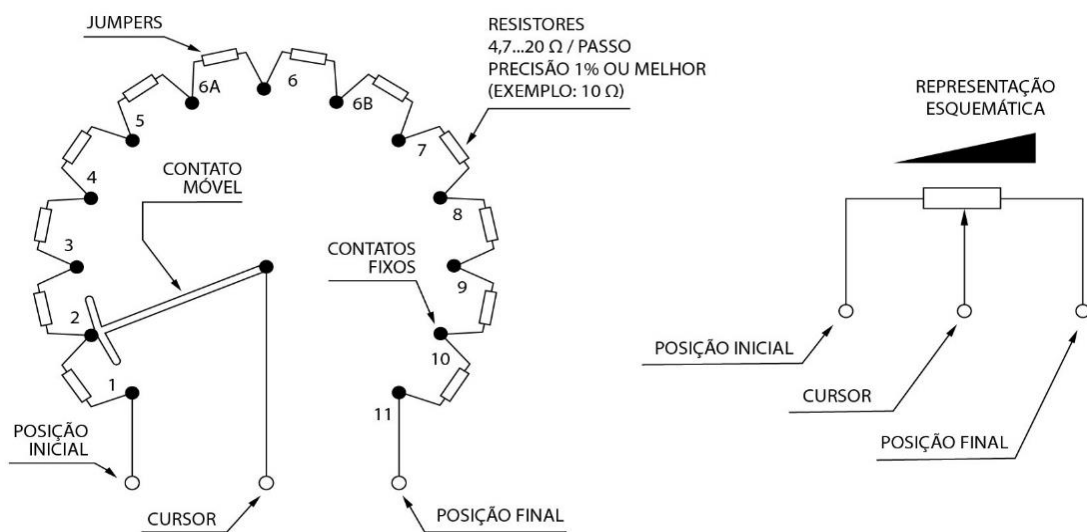 JUMPERS
RESISTORES
4,7...20 Ω / PASSO
PRECISÃO 1% OU MELHOR
(EXEMPLO: 10 Ω)
6A
6
6B
5
7
4
8
3
9
2
10
1
11
CONTATO
MÓVEL
CONTATOS
FIXOS
POSIÇÃO
INICIAL
CURSOR
POSIÇÃO FINAL
REPRESENTAÇÃO
ESQUEMÁTICA
POSIÇÃO INICIAL
CURSOR
POSIÇÃO FINAL